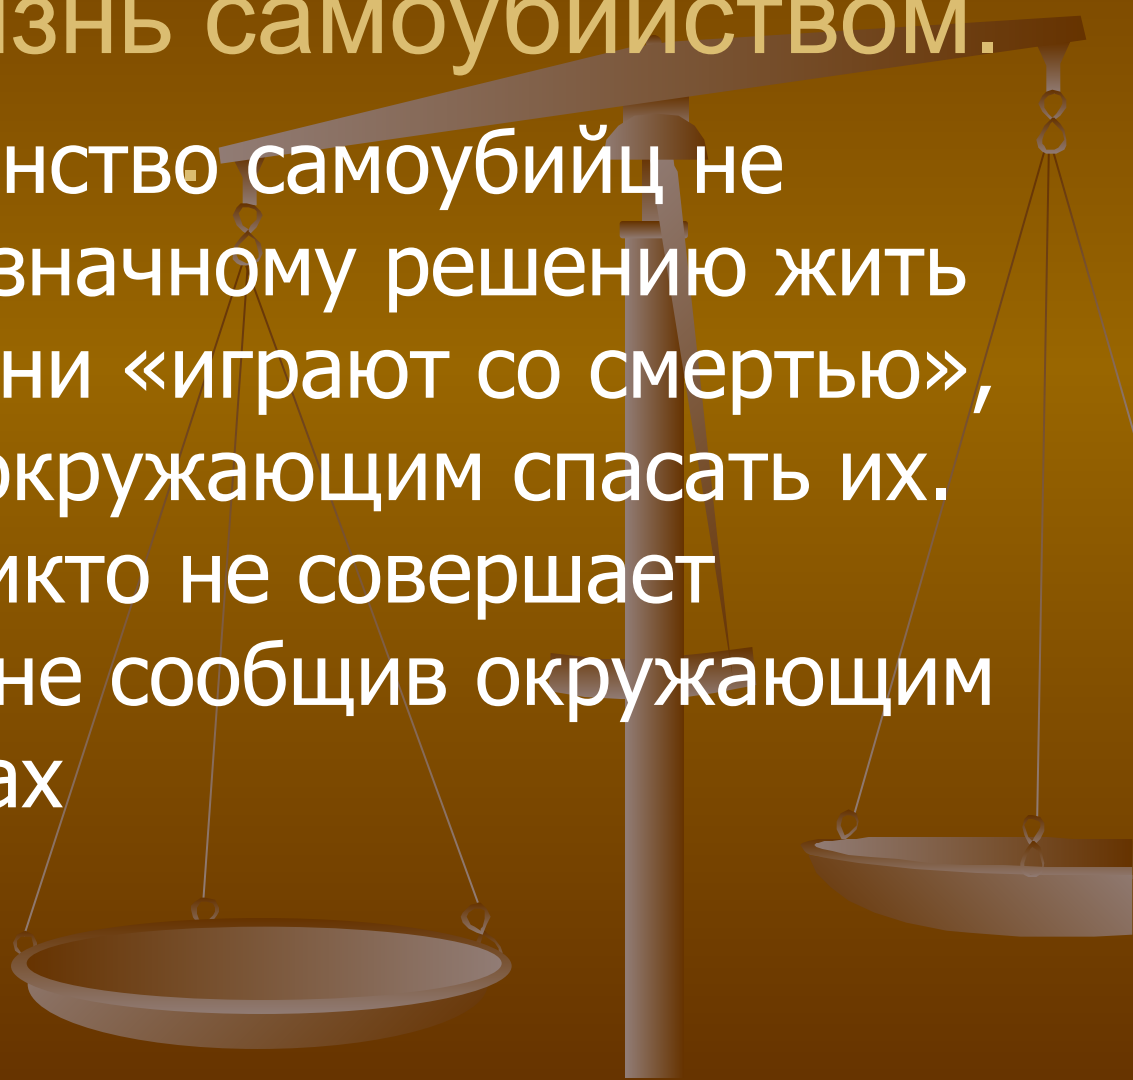 изнь самоубийством.
нство самоубийц не
значному решению жить
ни «играют со смертью»,
окружающим спасать их.
икто не совершает
не сообщив окружающим
ах